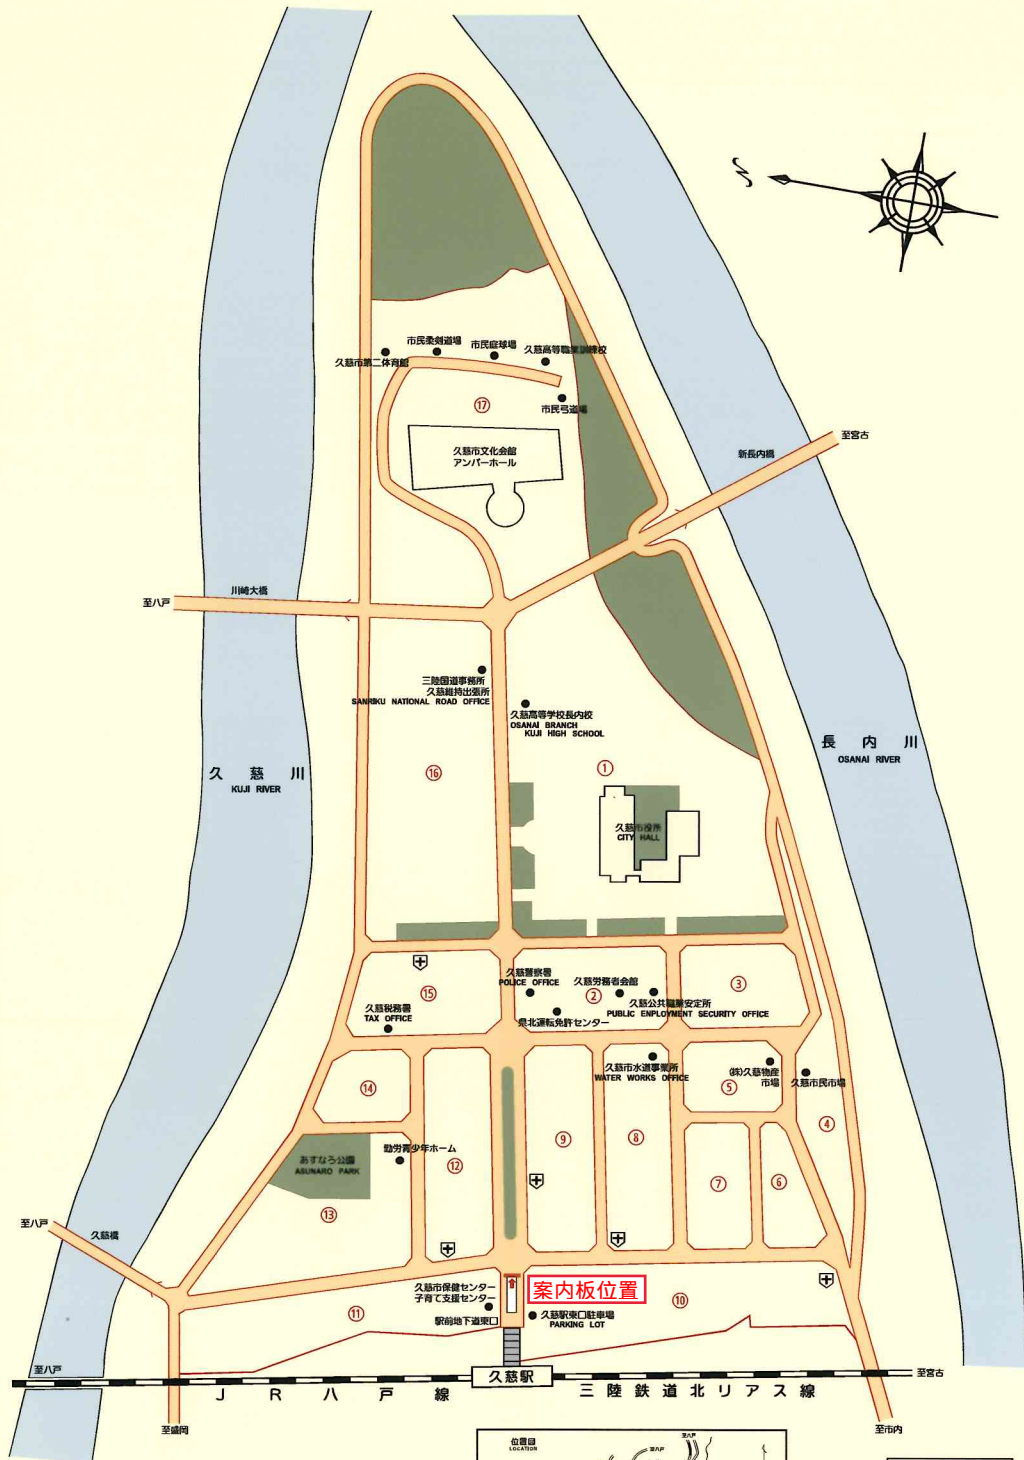 久慈市第二体育館
市民柔剣道場
市民庭球場
久慈高等職業訓練校
⑰
市民弓道場
久慈市文化会館
アンバーホール
新長内橋
至宮古
川崎大橋
至八戸
三陸国道事務所
久慈維持出張所
SANRIKU NATIONAL ROAD OFFICE
久慈高等学校長内校
OSANAI BRANCH
KUJI HIGH SCHOOL
長内川
OSANAI RIVER
久慈川
KUJI RIVER
⑯
①
久慈市役所
CITY HALL
久慈警察署
POLICE OFFICE
久慈労務者会館
②
③
⑮
久慈公共職業安定所
PUBLIC EMPLOYMENT SECURITY OFFICE
久慈税務署
TAX OFFICE
県北運転免許センター
久慈市水道事業所
WATER WORKS OFFICE
(株)久慈物産
市場
久慈市民市場
⑤
⑭
④
⑨
⑧
勤労青少年ホーム
あすなろ公園
ASUNARO PARK
⑫
⑦
⑥
⑬
至八戸
久慈橋
久慈市保健センター
子育て支援センター
案内板位置
⑩
⑪
駅前地下道東口
久慈駅東口駐車場
PARKING LOT
至八戸
久慈駅
至宮古
JR八戸線
三陸鉄道北リアス線
至盛岡
至市内
位置図
LOCATION
至八戸
至八戸